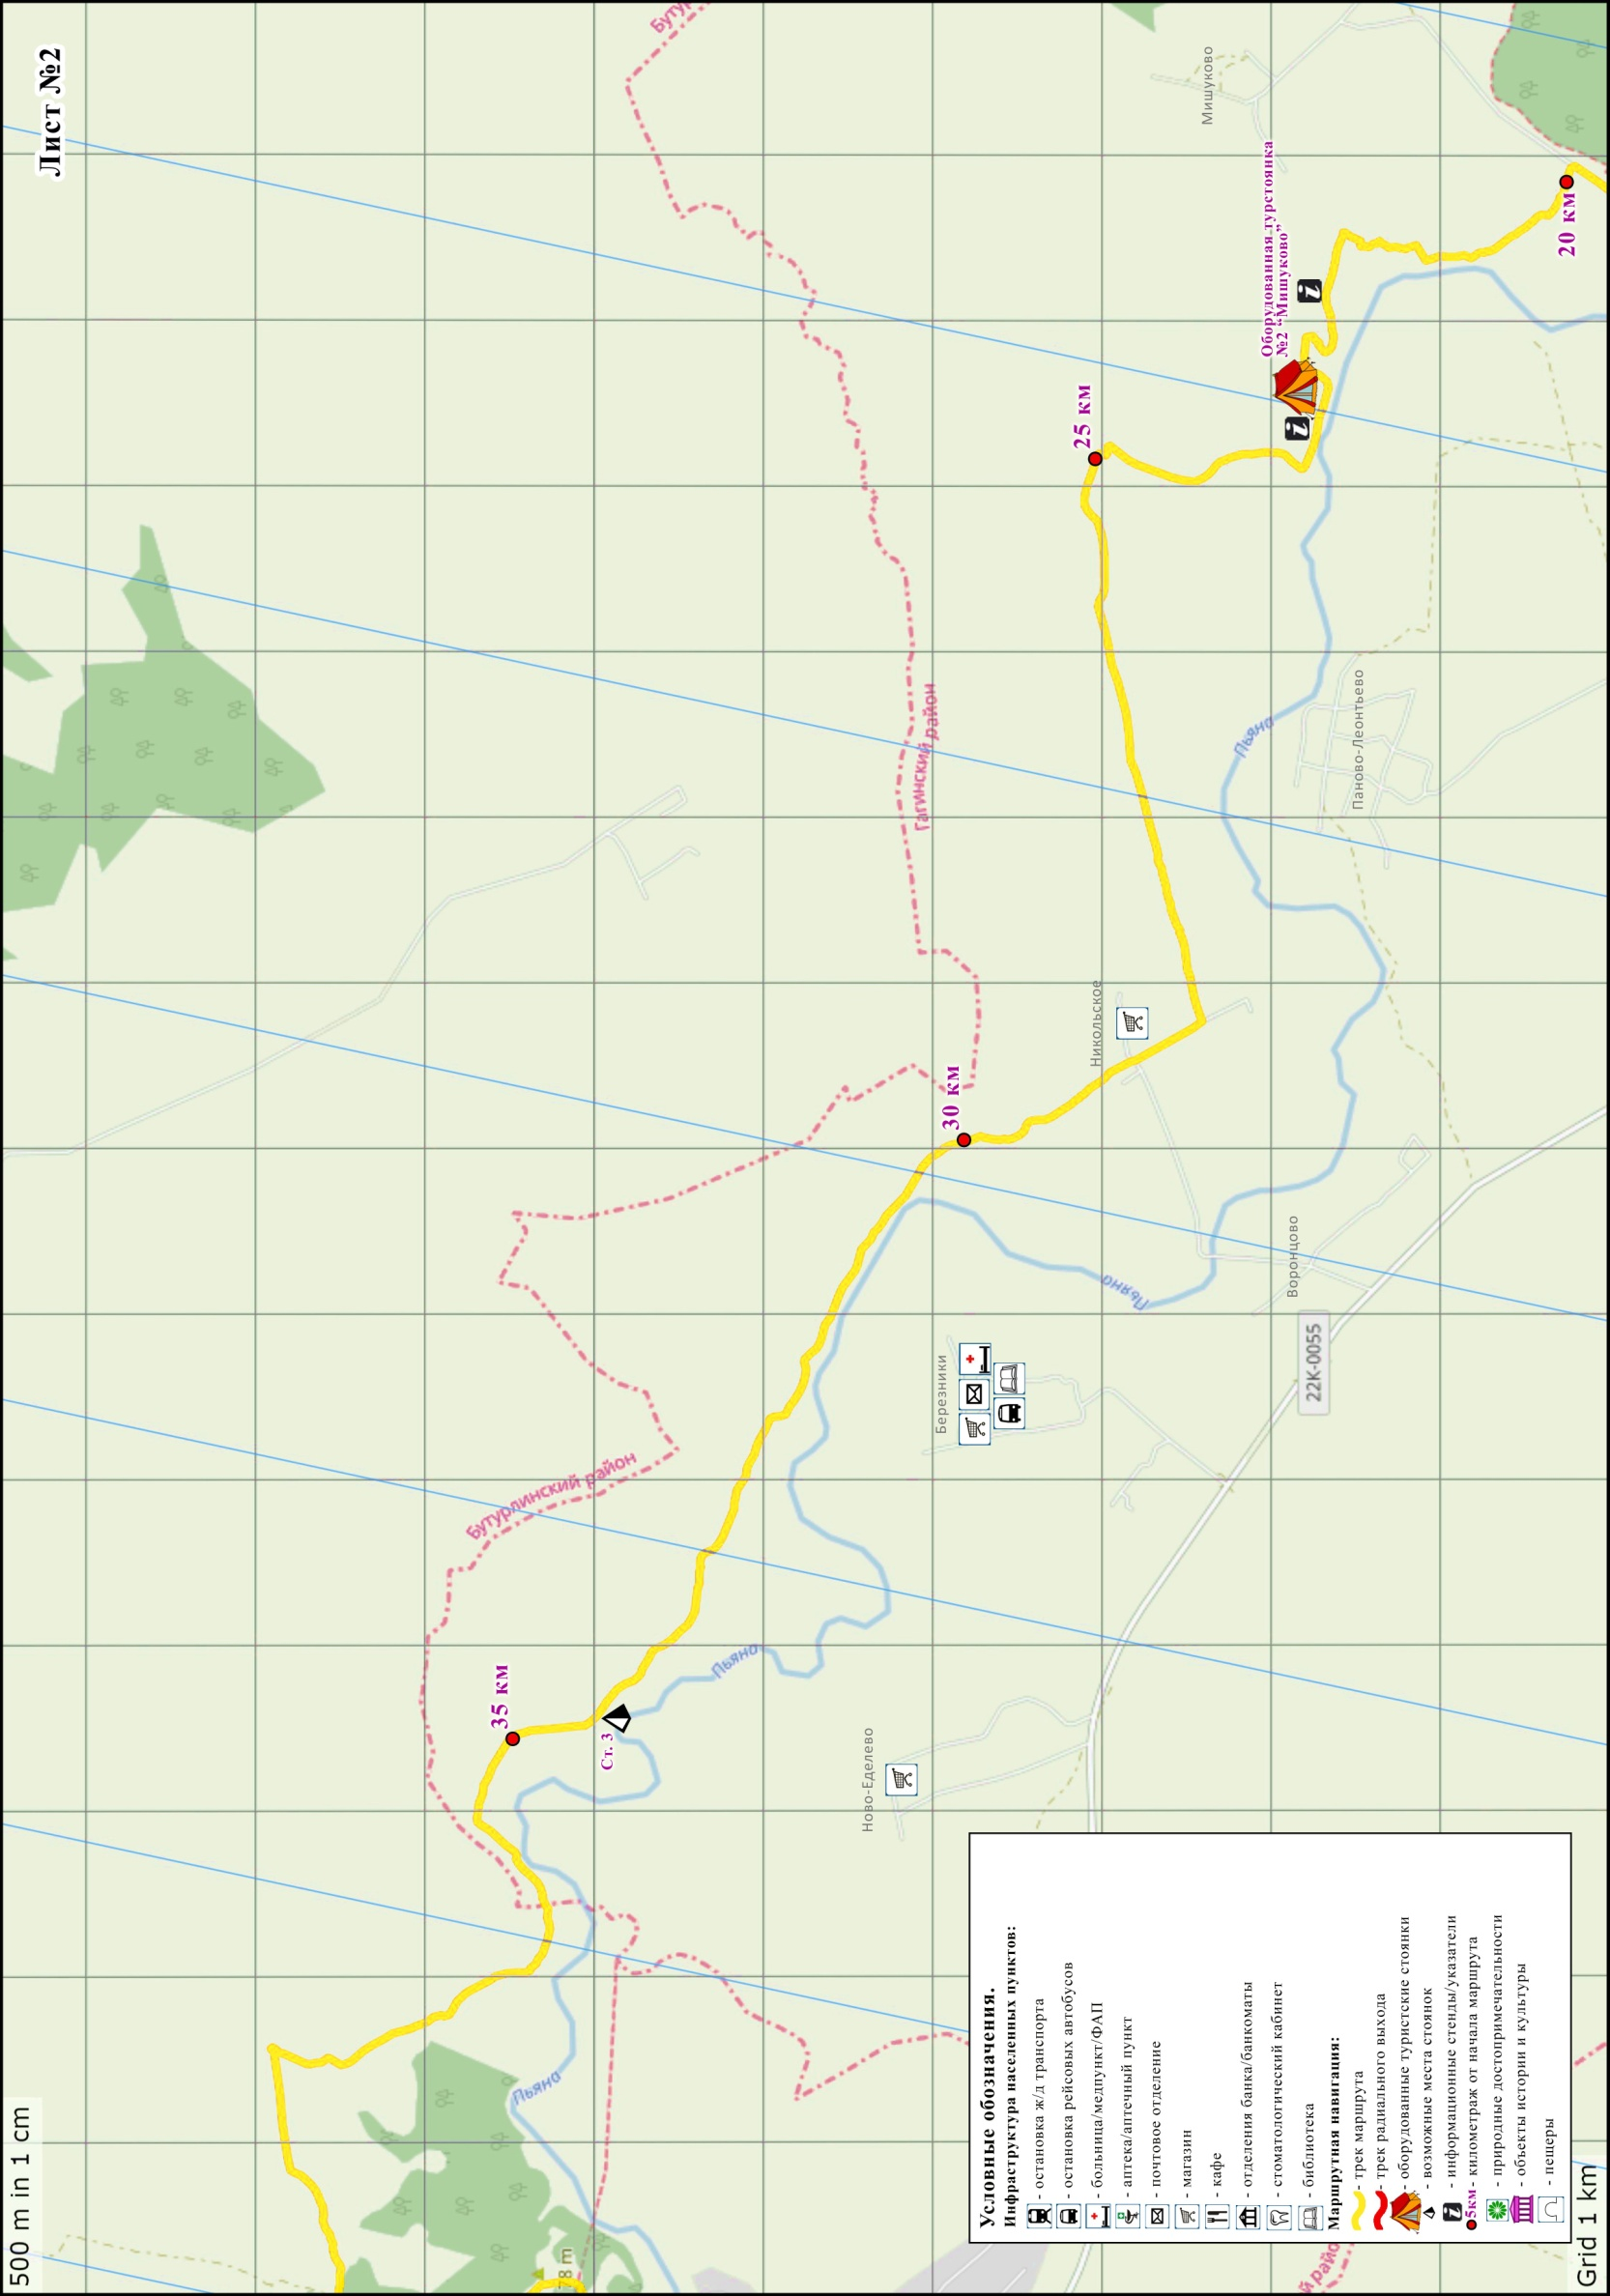 Лист №2
500 m in 1 cm
Бутур
Мишуково
Оборудованная турстоянка
№2 “Мишуково”
20 км
25 км
Гагинский район
Пьяна
Паново-Леонтьево
Никольское
30 км
Пьяна
Воронцово
22К-0055
Березники
Бутурлинский район
Пьяна
35 км
Ст. 3
Ново-Еделево
Пьяна
78 m
й район
Условные обозначения.
Инфраструктура населенных пунктов:
- остановка ж/д транспорта
- остановка рейсовых автобусов
- больница/медпункт/ФАП
- аптека/аптечный пункт
- почтовое отделение
- магазин
- кафе
- отделения банка/банкоматы
- стоматологический кабинет
- библиотека
Маршрутная навигация:
- трек маршрута
- трек радиального выхода
- оборудованные туристские стоянки
- возможные места стоянок
- информационные стенды/указатели
5км - километраж от начала маршрута
- природные достопримечательности
- объекты истории и культуры
- пещеры
Grid 1 km